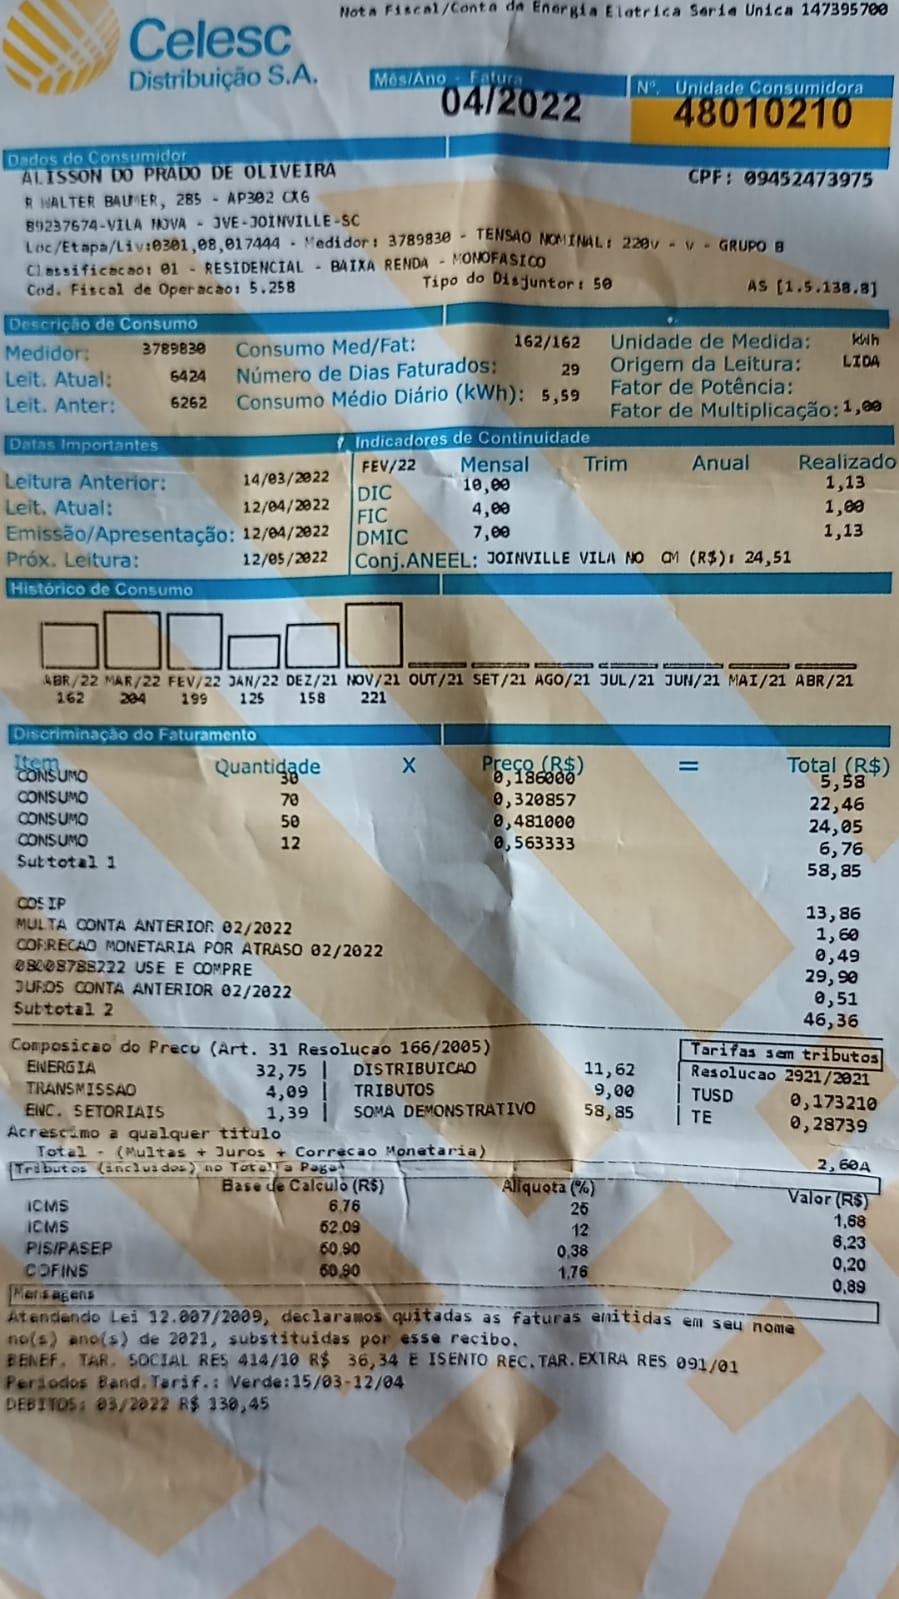 Nota Fiscal/Conta de Energia Eletrica Serie Unica 147395700
Celesc
Distribuição S.A.
Mês/Ano - Fatura
04/2022
Nº. Unidade Consumidora
48010210
Dados do Consumidor
ALISSON DO PRADO DE OLIVEIRA CPF: 09452473975
R WALTER BAUMER, 285 - AP302 CX6
89237674-VILA NOVA - JVE-JOINVILLE-SC
Loc/Etapa/Liv:0301,08,017444 - Medidor: 3789830 - TENSAO NOMINAL: 220v - v - GRUPO B
Classificacao: 01 - RESIDENCIAL - BAIXA RENDA - MONOFASICO
Cod. Fiscal de Operacao: 5.258 Tipo do Disjuntor: 50 AS [1.5.138.8]
Descrição de Consumo
Medidor: 3789830 Consumo Med/Fat: 162/162 Unidade de Medida: kWh
Leit. Atual: 6424 Número de Dias Faturados: 29 Origem da Leitura: LIDA
Leit. Anter: 6262 Consumo Médio Diário (kWh): 5,59 Fator de Potência:
Fator de Multiplicação: 1,00
Datas Importantes Indicadores de Continuidade
FEV/22 Mensal Trim Anual Realizado
Leitura Anterior: 14/03/2022 DIC 10,00 1,13
Leit. Atual: 12/04/2022 FIC 4,00 1,00
Emissão/Apresentação: 12/04/2022 DMIC 7,00 1,13
Próx. Leitura: 12/05/2022 Conj.ANEEL: JOINVILLE VILA NO CM (R$): 24,51
Histórico de Consumo
ABR/22 MAR/22 FEV/22 JAN/22 DEZ/21 NOV/21 OUT/21 SET/21 AGO/21 JUL/21 JUN/21 MAI/21 ABR/21
162 204 199 125 158 221
Discriminação do Faturamento
Item Quantidade X Preço (R$) = Total (R$)
CONSUMO 30 0,186000 5,58
CONSUMO 70 0,320857 22,46
CONSUMO 50 0,481000 24,05
CONSUMO 12 0,563333 6,76
Subtotal 1 58,85
COSIP 13,86
MULTA CONTA ANTERIOR 02/2022 1,60
CORRECAO MONETARIA POR ATRASO 02/2022 0,49
08008788222 USE E COMPRE 29,90
JUROS CONTA ANTERIOR 02/2022 0,51
Subtotal 2 46,36
Composicao do Preco (Art. 31 Resolucao 166/2005) Tarifas sem tributos
ENERGIA 32,75 | DISTRIBUICAO 11,62 Resolucao 2921/2021
TRANSMISSAO 4,09 | TRIBUTOS 9,00 TUSD 0,173210
ENC. SETORIAIS 1,39 | SOMA DEMONSTRATIVO 58,85 TE 0,28739
Acrescimo a qualquer titulo
Total - (Multas + Juros + Correcao Monetaria) 2,60A
Tributos (incluidos) no Total a Pagar
Base de Calculo (R$) Alíquota (%) Valor (R$)
ICMS 6.76 25 1,68
ICMS 52.09 12 6,23
PIS/PASEP 50.90 0,38 0,20
COFINS 50.90 1,76 0,89
Mensagens
Atendendo Lei 12.007/2009, declaramos quitadas as faturas emitidas em seu nome
no(s) ano(s) de 2021, substituidas por esse recibo.
BENEF. TAR. SOCIAL RES 414/10 R$ 36,34 E ISENTO REC.TAR.EXTRA RES 091/01
Periodos Band.Tarif.: Verde:15/03-12/04
DEBITOS: 03/2022 R$ 130,45